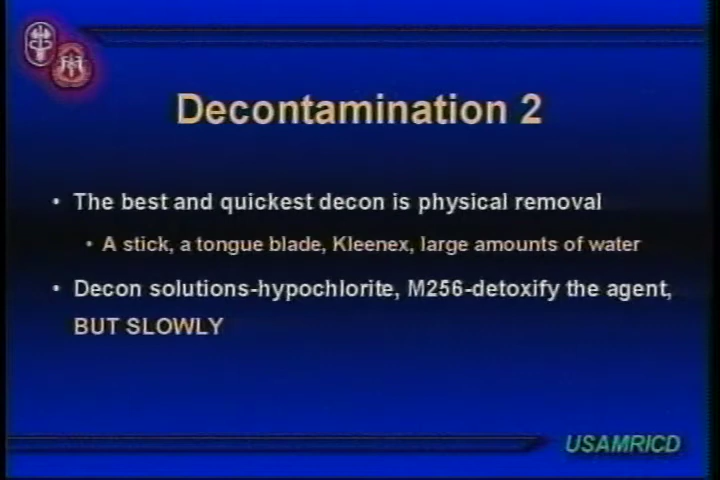 Decontamination 2
• The best and quickest decon is physical removal
• A stick, a tongue blade, Kleenex, large amounts of water
• Decon solutions-hypochlorite, M256-detoxify the agent,
BUT SLOWLY
USAMRICD